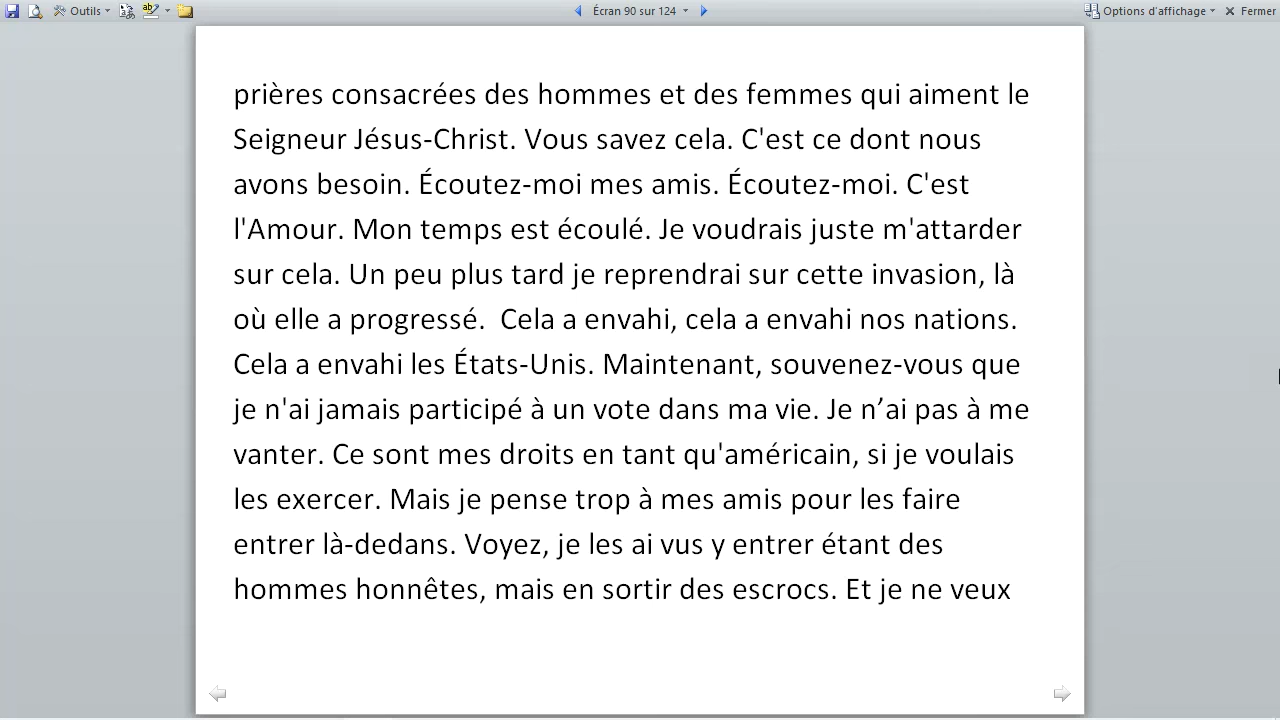 Outils
Écran 90 sur 124
Options d'affichage
Fermer
prières consacrées des hommes et des femmes qui aiment le
Seigneur Jésus-Christ. Vous savez cela. C'est ce dont nous
avons besoin. Écoutez-moi mes amis. Écoutez-moi. C'est
l'Amour. Mon temps est écoulé. Je voudrais juste m'attarder
sur cela. Un peu plus tard je reprendrai sur cette invasion, là
où elle a progressé.  Cela a envahi, cela a envahi nos nations.
Cela a envahi les États-Unis. Maintenant, souvenez-vous que
je n'ai jamais participé à un vote dans ma vie. Je n’ai pas à me
vanter. Ce sont mes droits en tant qu'américain, si je voulais
les exercer. Mais je pense trop à mes amis pour les faire
entrer là-dedans. Voyez, je les ai vus y entrer étant des
hommes honnêtes, mais en sortir des escrocs. Et je ne veux